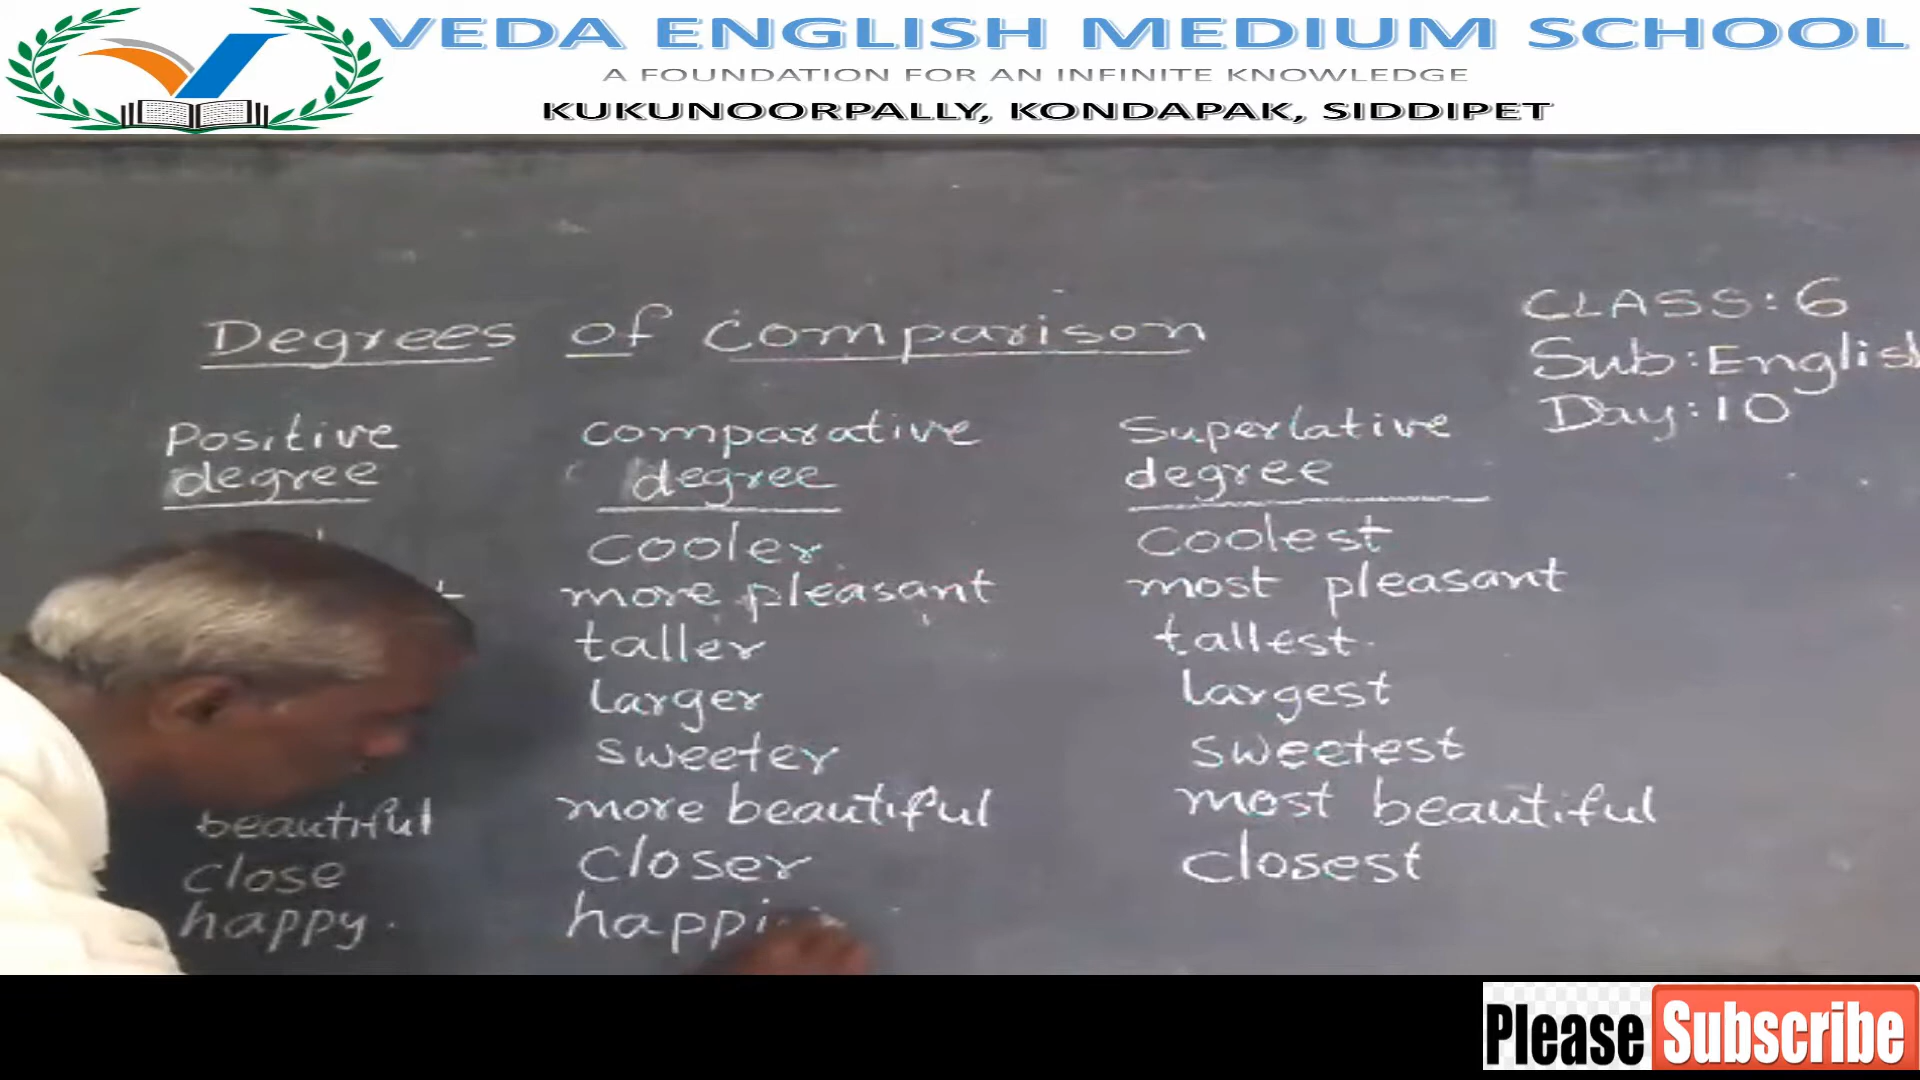 VEDA ENGLISH MEDIUM SCHOOL
A FOUNDATION FOR AN INFINITE KNOWLEDGE
KUKUNOORPALLY, KONDAPAK, SIDDIPET
CLASS: 6
Sub: English
Day: 10
Degrees of Comparison
Positive degree comparative degree Superlative degree
cooler coolest
more pleasant most pleasant
taller tallest
larger largest
sweeter sweetest
beautiful more beautiful most beautiful
close closer closest
happy
Please Subscribe